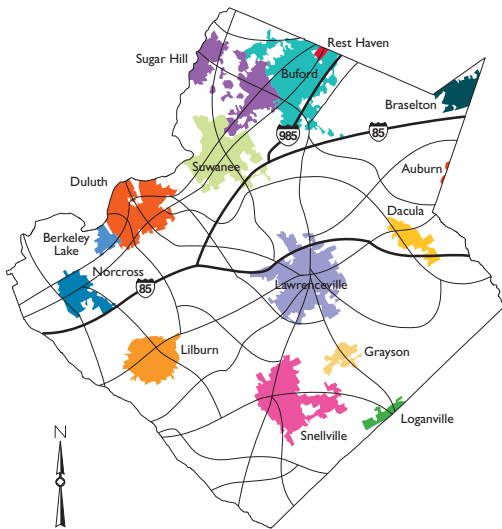 Rest Haven
Sugar Hill
Buford
Braselton
985
85
Suwanee
Auburn
Duluth
Dacula
Berkeley
Lake
Norcross
85
Lawrenceville
Lilburn
Grayson
Loganville
Snellville
N